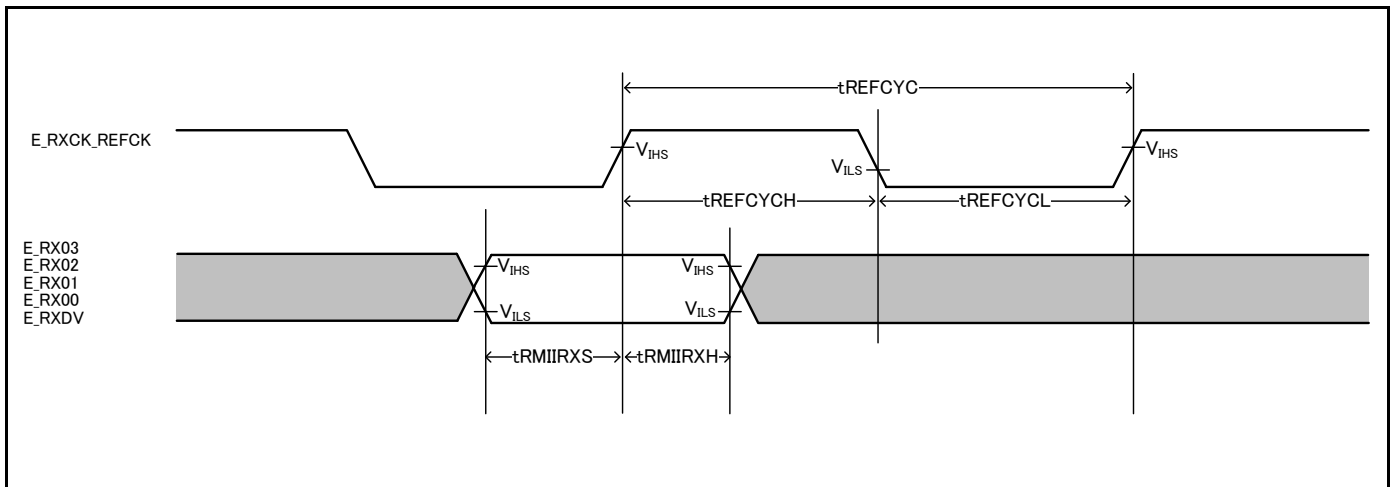 tREFCYC
E_RXCK_REFCK
VIHS
VILS
VIHS
tREFCYCH
tREFCYCL
E_RX03
E_RX02
E_RX01
E_RX00
E_RXDV
VIHS
VIHS
VILS
VILS
tRMIIRXS
tRMIIRXH